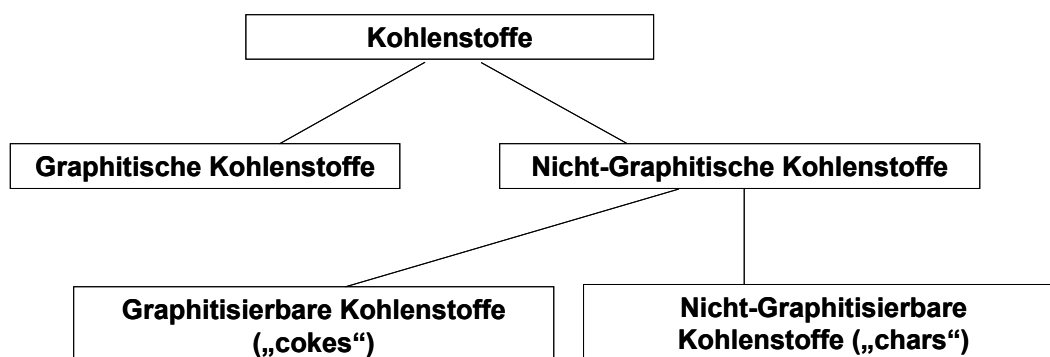 Kohlenstoffe
Graphitische Kohlenstoffe
Nicht-Graphitische Kohlenstoffe
Graphitisierbare Kohlenstoffe
(„cokes“)
Nicht-Graphitisierbare
Kohlenstoffe („chars“)